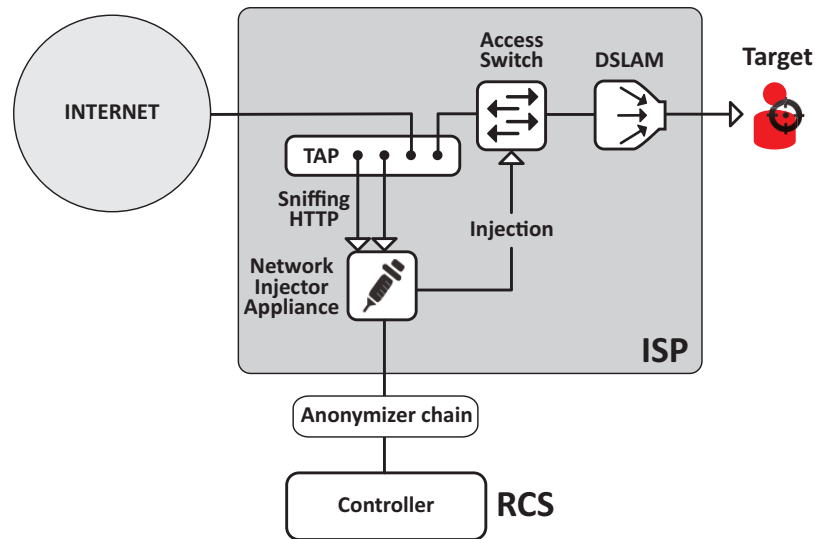 Access
Switch
DSLAM
Target
INTERNET
TAP
Sniffing
HTTP
Injection
Network
Injector
Appliance
ISP
Anonymizer chain
Controller
RCS